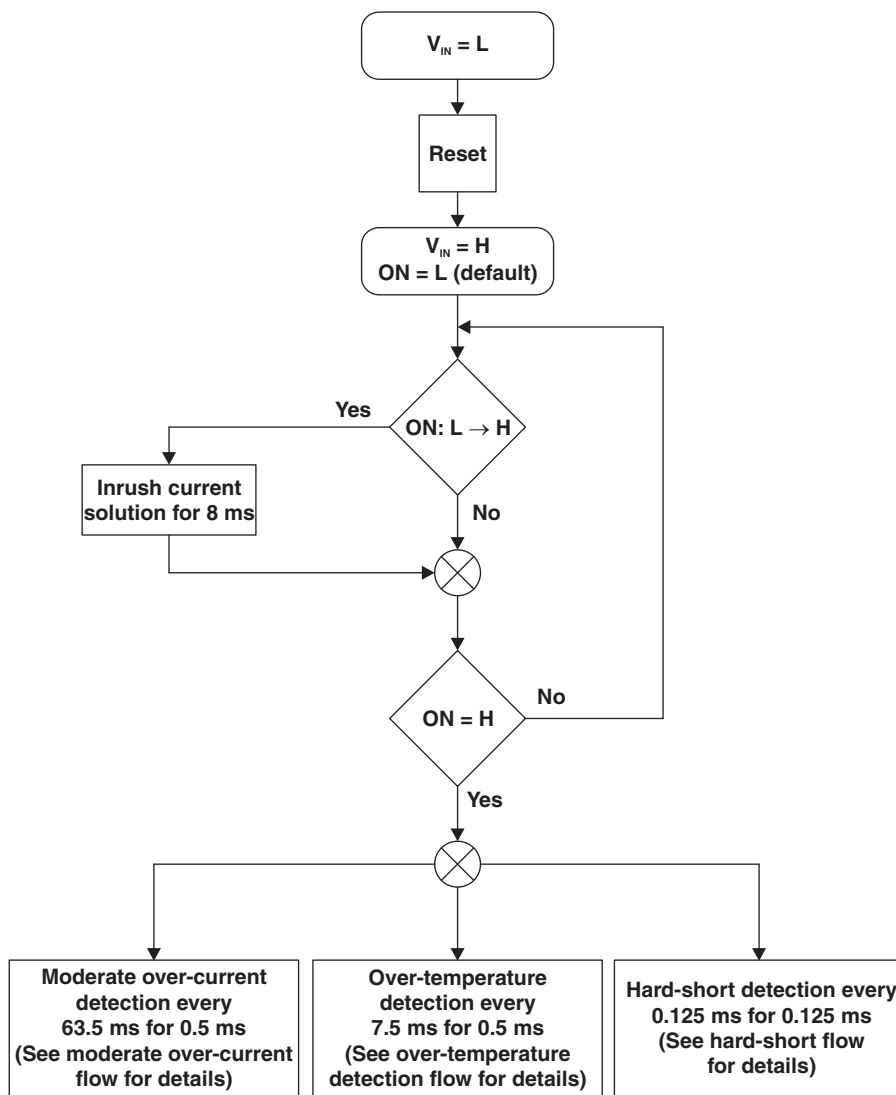 V_IN = L
Reset
V_IN = H
ON = L (default)
ON: L → H
Yes
No
Inrush current
solution for 8 ms
ON = H
No
Yes
Moderate over-current
detection every
63.5 ms for 0.5 ms
(See moderate over-current
flow for details)
Over-temperature
detection every
7.5 ms for 0.5 ms
(See over-temperature
detection flow for details)
Hard-short detection every
0.125 ms for 0.125 ms
(See hard-short flow
for details)